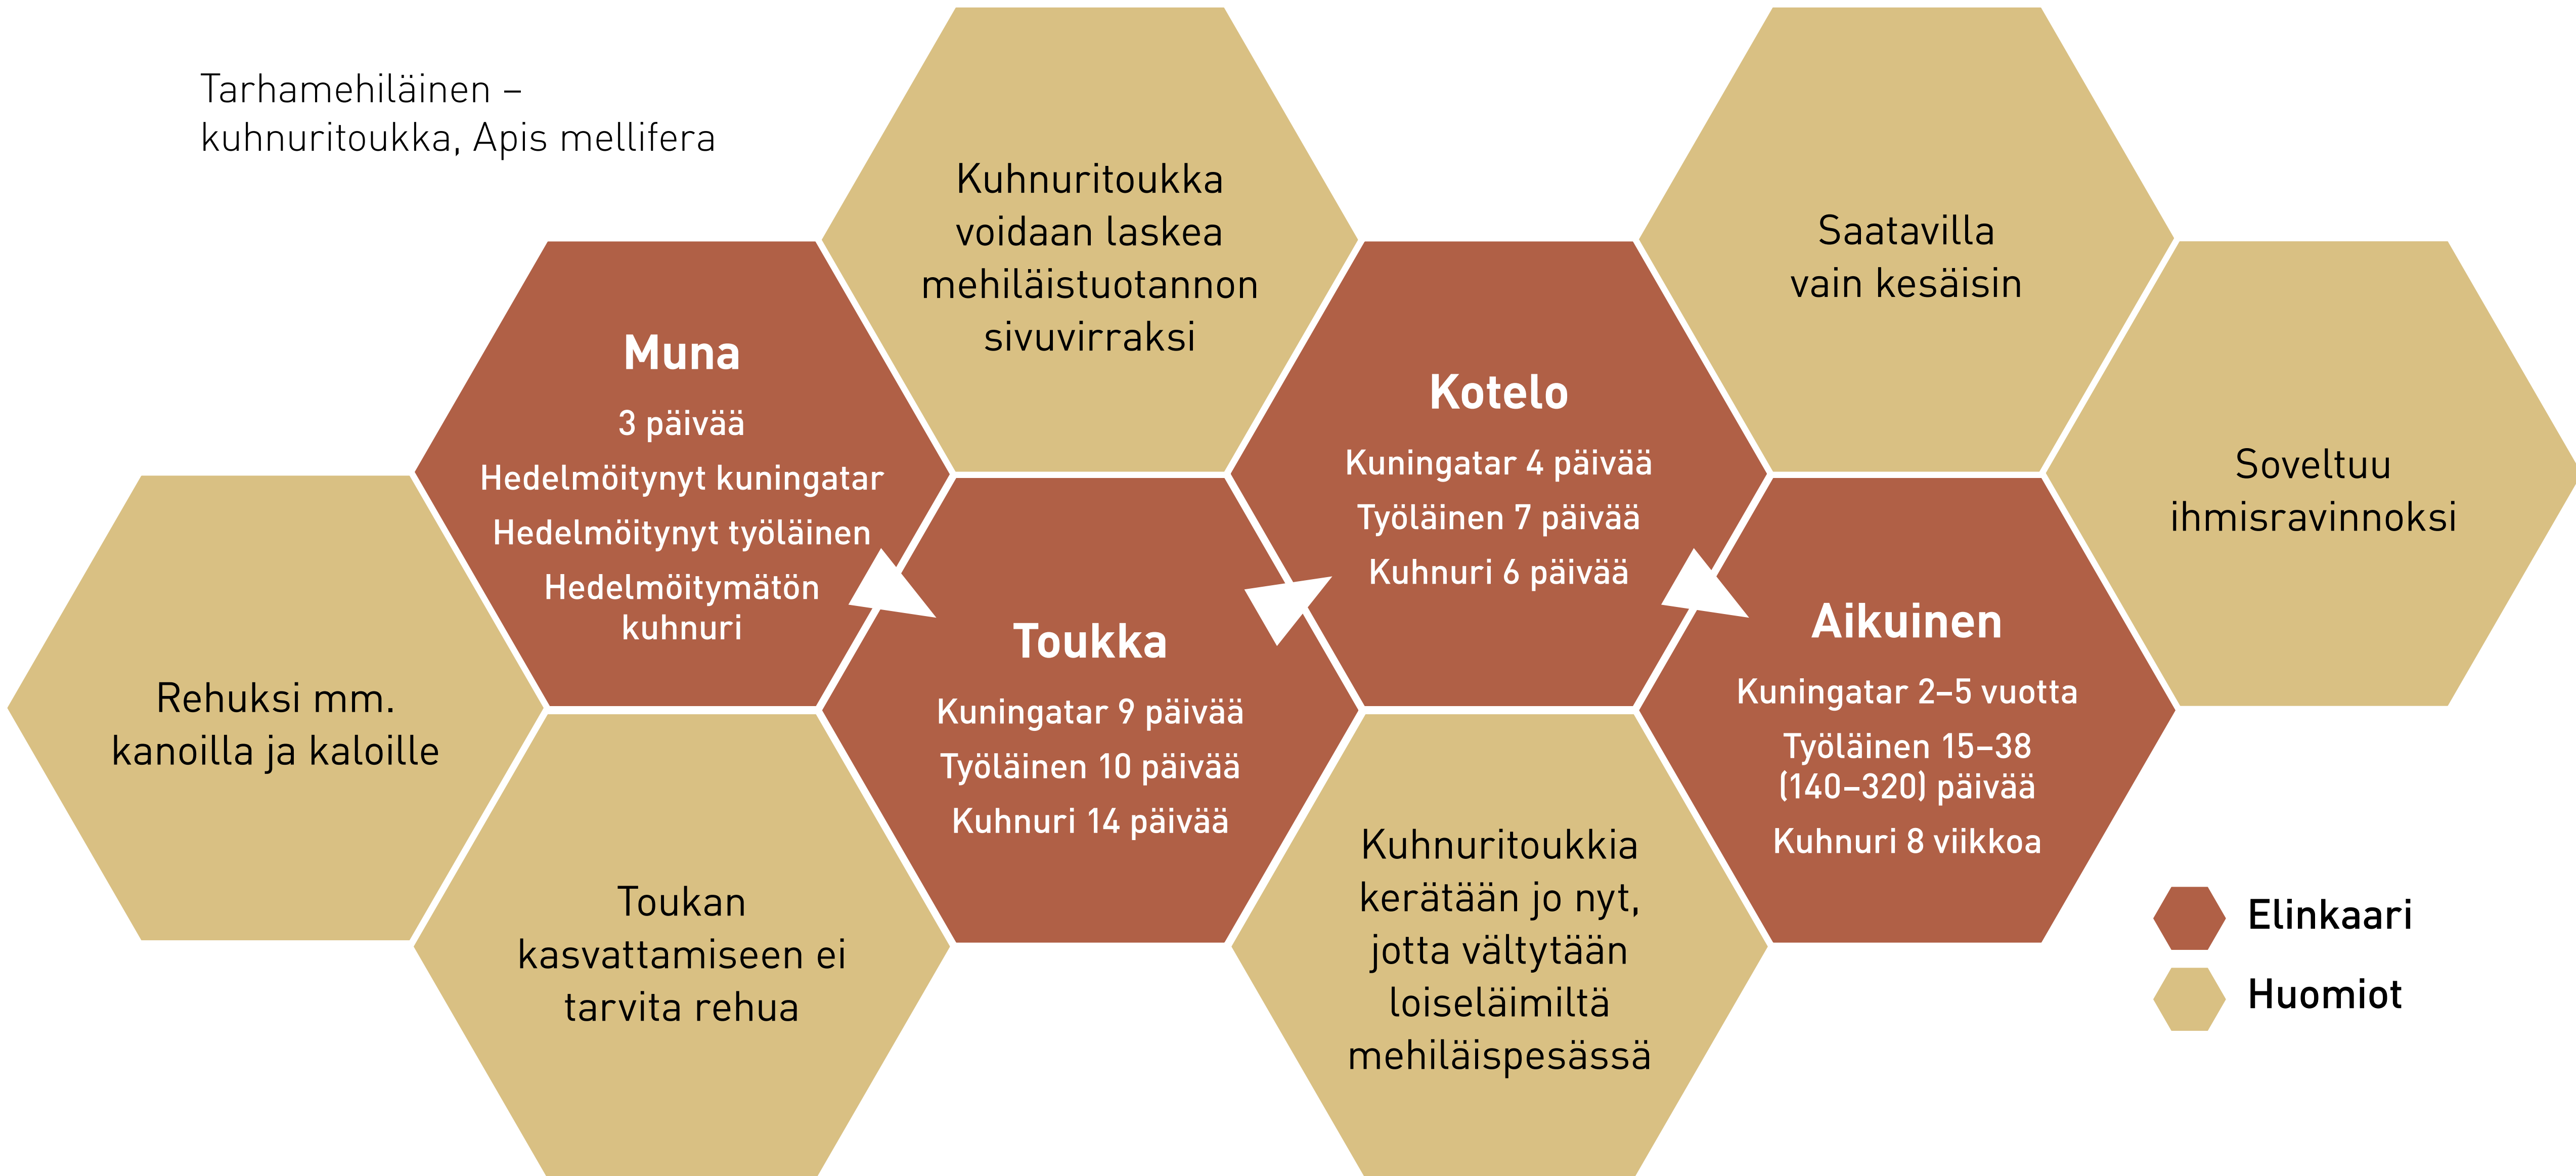 Tarhamehiläinen –
kuhnuritoukka, Apis mellifera
Kuhnuritoukka
voidaan laskea
mehiläistuotannon
sivuvirraksi
Saatavilla
vain kesäisin
Muna
3 päivää
Hedelmöitynyt kuningatar
Hedelmöitynyt työläinen
Hedelmöitymätön
kuhnuri
Kotelo
Kuningatar 4 päivää
Työläinen 7 päivää
Kuhnuri 6 päivää
Soveltuu
ihmisravinnoksi
Rehuksi mm.
kanoilla ja kaloille
Toukka
Kuningatar 9 päivää
Työläinen 10 päivää
Kuhnuri 14 päivää
Aikuinen
Kuningatar 2–5 vuotta
Työläinen 15–38
(140–320) päivää
Kuhnuri 8 viikkoa
Toukan
kasvattamiseen ei
tarvita rehua
Kuhnuritoukkia
kerätään jo nyt,
jotta vältytään
loiseläimiltä
mehiläispesässä
Elinkaari
Huomiot